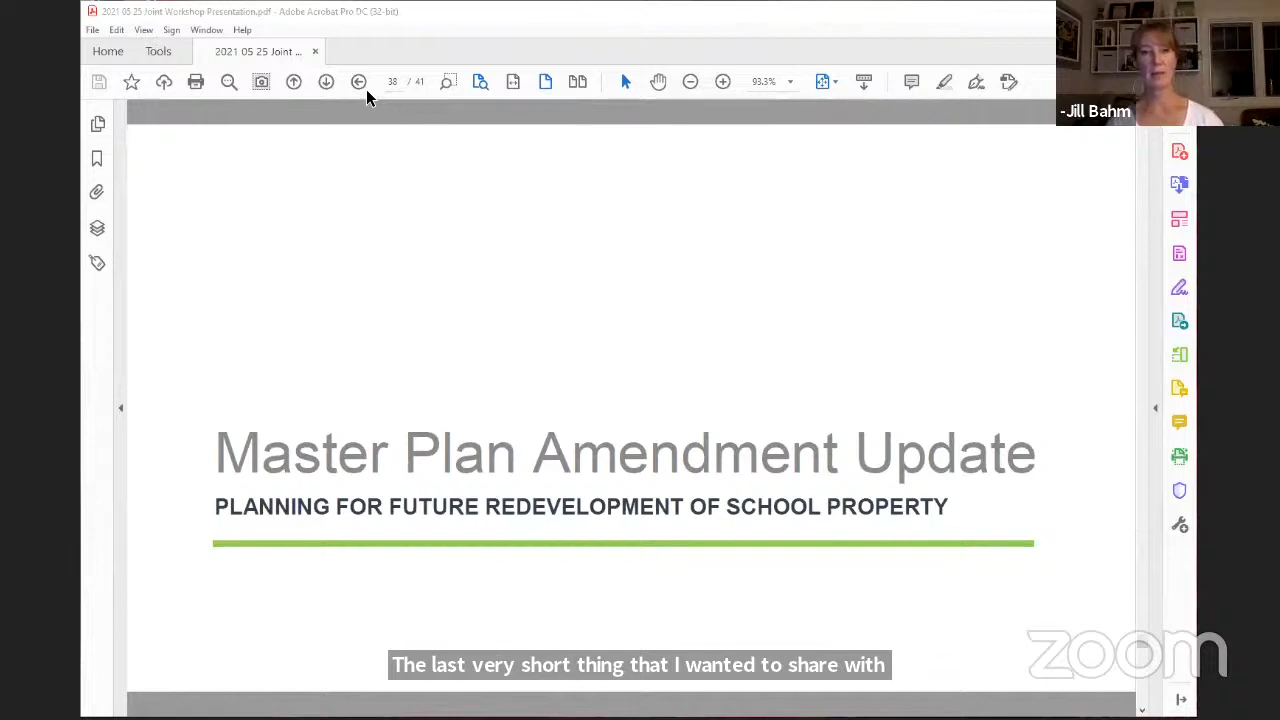 2021 05 25 Joint Workshop Presentation.pdf - Adobe Acrobat Pro DC (32-bit)
File Edit View Sign Window Help
Home Tools 2021 05 25 Joint ... ×
38 / 41 93.3%
-Jill Bahm
Master Plan Amendment Update
PLANNING FOR FUTURE REDEVELOPMENT OF SCHOOL PROPERTY
The last very short thing that I wanted to share with
zoom